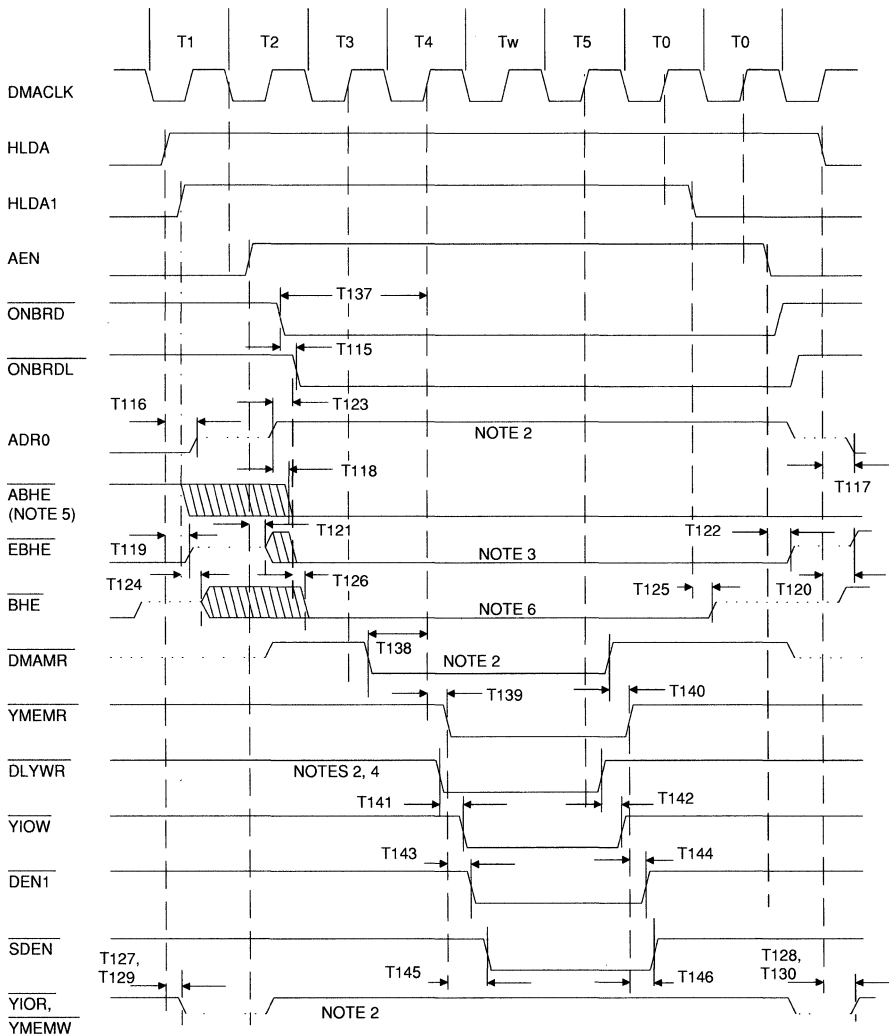 T1 T2 T3 T4 Tw T5 T0 T0
DMACLK
HLDA
HLDA1
AEN
ONBRD
T137
T115
ONBRDL
T116
T123
ADR0
NOTE 2
T118
T117
ABHE
(NOTE 5)
T121
T122
EBHE
T119
NOTE 3
T124
T126
T125
T120
BHE
NOTE 6
T138
DMAMR
NOTE 2
T139
T140
YMEMR
DLYWR
NOTES 2, 4
T141
T142
YIOW
T143
T144
DEN1
SDEN
T127,
T129
T145
T146
T128,
T130
YIOR,
YMEMW
NOTE 2